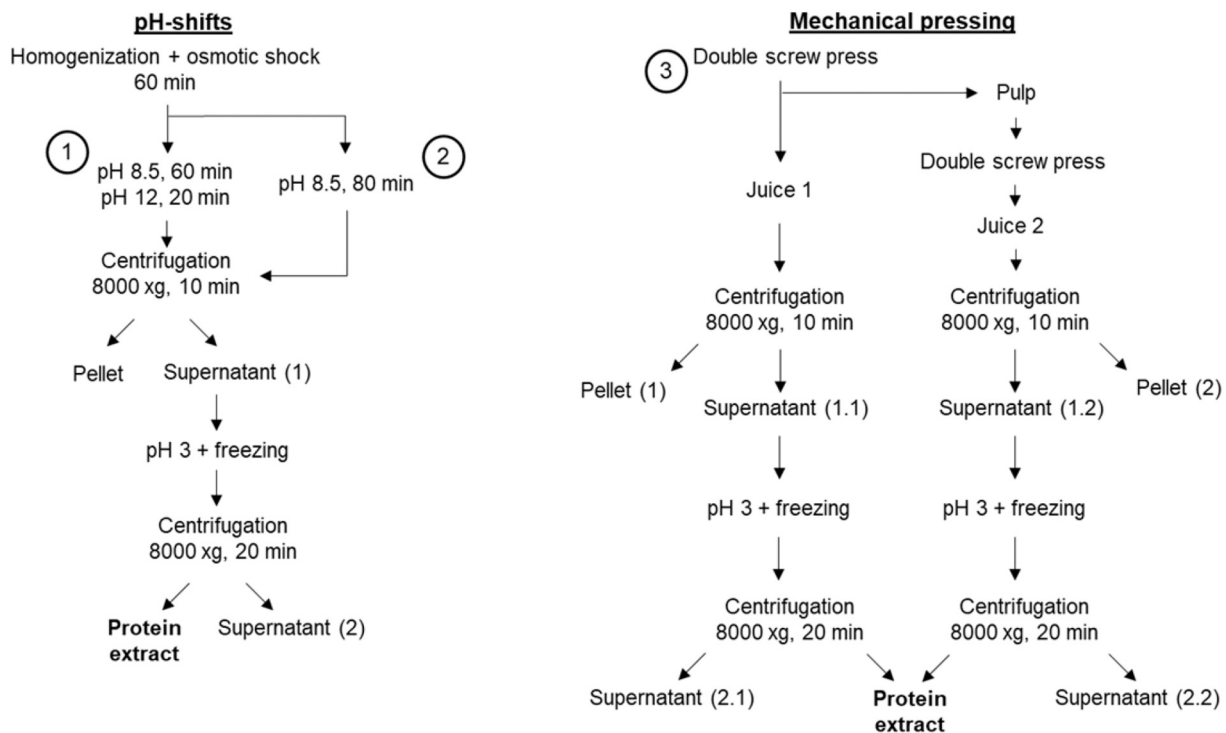 pH-shifts
Homogenization + osmotic shock
60 min
1
pH 8.5, 60 min
pH 12, 20 min
2
pH 8.5, 80 min
Centrifugation
8000 xg, 10 min
Pellet
Supernatant (1)
pH 3 + freezing
Centrifugation
8000 xg, 20 min
Protein
extract
Supernatant (2)
Mechanical pressing
3
Double screw press
Pulp
Double screw press
Juice 1
Juice 2
Centrifugation
8000 xg, 10 min
Centrifugation
8000 xg, 10 min
Pellet (1)
Supernatant (1.1)
Supernatant (1.2)
Pellet (2)
pH 3 + freezing
pH 3 + freezing
Centrifugation
8000 xg, 20 min
Centrifugation
8000 xg, 20 min
Supernatant (2.1)
Protein
extract
Supernatant (2.2)